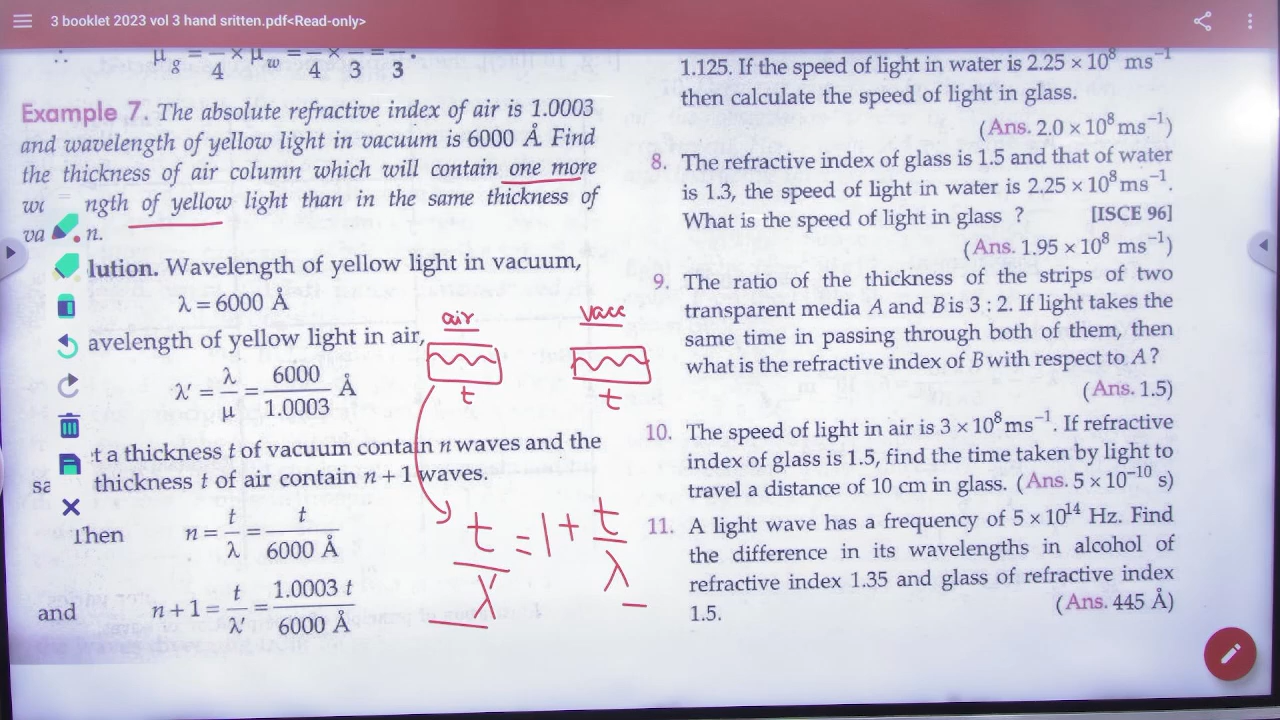 3 booklet 2023 vol 3 hand sritten.pdf<Read-only>
∴ μg = — × μw = — × — = —.
4 4 3 3
Example 7. The absolute refractive index of air is 1.0003
and wavelength of yellow light in vacuum is 6000 Å. Find
the thickness of air column which will contain one more
ngth of yellow light than in the same thickness of
va n.
lution. Wavelength of yellow light in vacuum,
λ = 6000 Å
avelength of yellow light in air,
λ′ = λ/μ = 6000/1.0003 Å
t a thickness t of vacuum contain n waves and the
sa thickness t of air contain n + 1 waves.
Then n = t/λ = t/6000 Å
and n + 1 = t/λ′ = 1.0003 t/6000 Å
air vacc
t t
t/λ′ = 1 + t/λ
1.125. If the speed of light in water is 2.25 × 10⁸ ms⁻¹
then calculate the speed of light in glass.
(Ans. 2.0 × 10⁸ ms⁻¹)
8. The refractive index of glass is 1.5 and that of water
is 1.3, the speed of light in water is 2.25 × 10⁸ ms⁻¹.
What is the speed of light in glass ? [ISCE 96]
(Ans. 1.95 × 10⁸ ms⁻¹)
9. The ratio of the thickness of the strips of two
transparent media A and B is 3 : 2. If light takes the
same time in passing through both of them, then
what is the refractive index of B with respect to A ?
(Ans. 1.5)
10. The speed of light in air is 3 × 10⁸ ms⁻¹. If refractive
index of glass is 1.5, find the time taken by light to
travel a distance of 10 cm in glass. (Ans. 5 × 10⁻¹⁰ s)
11. A light wave has a frequency of 5 × 10¹⁴ Hz. Find
the difference in its wavelengths in alcohol of
refractive index 1.35 and glass of refractive index
1.5. (Ans. 445 Å)